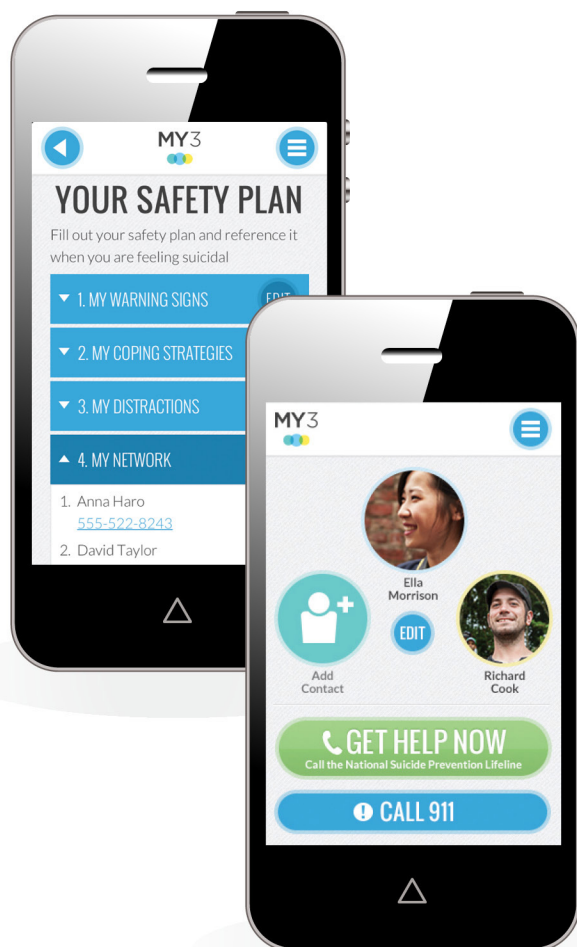 MY3
YOUR SAFETY PLAN
Fill out your safety plan and reference it
when you are feeling suicidal
1. MY WARNING SIGNS
2. MY COPING STRATEGIES
3. MY DISTRACTIONS
4. MY NETWORK
1. Anna Haro
555-522-8243
2. David Taylor
MY3
Ella
Morrison
EDIT
Add
Contact
Richard
Cook
GET HELP NOW
Call the National Suicide Prevention Lifeline
CALL 911